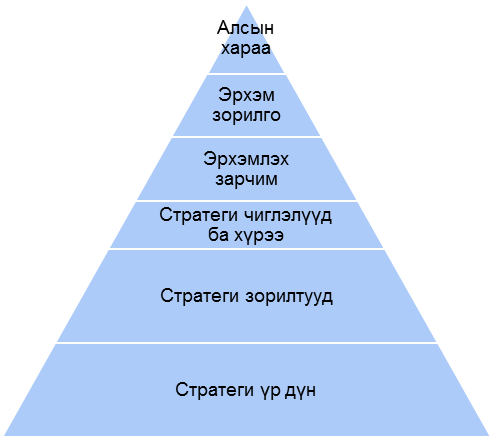 Алсын
хараа
Эрхэм
зорилго
Эрхэмлэх
зарчим
Стратеги чиглэлүүд
ба хүрээ
Стратеги зорилтууд
Стратеги үр дүн